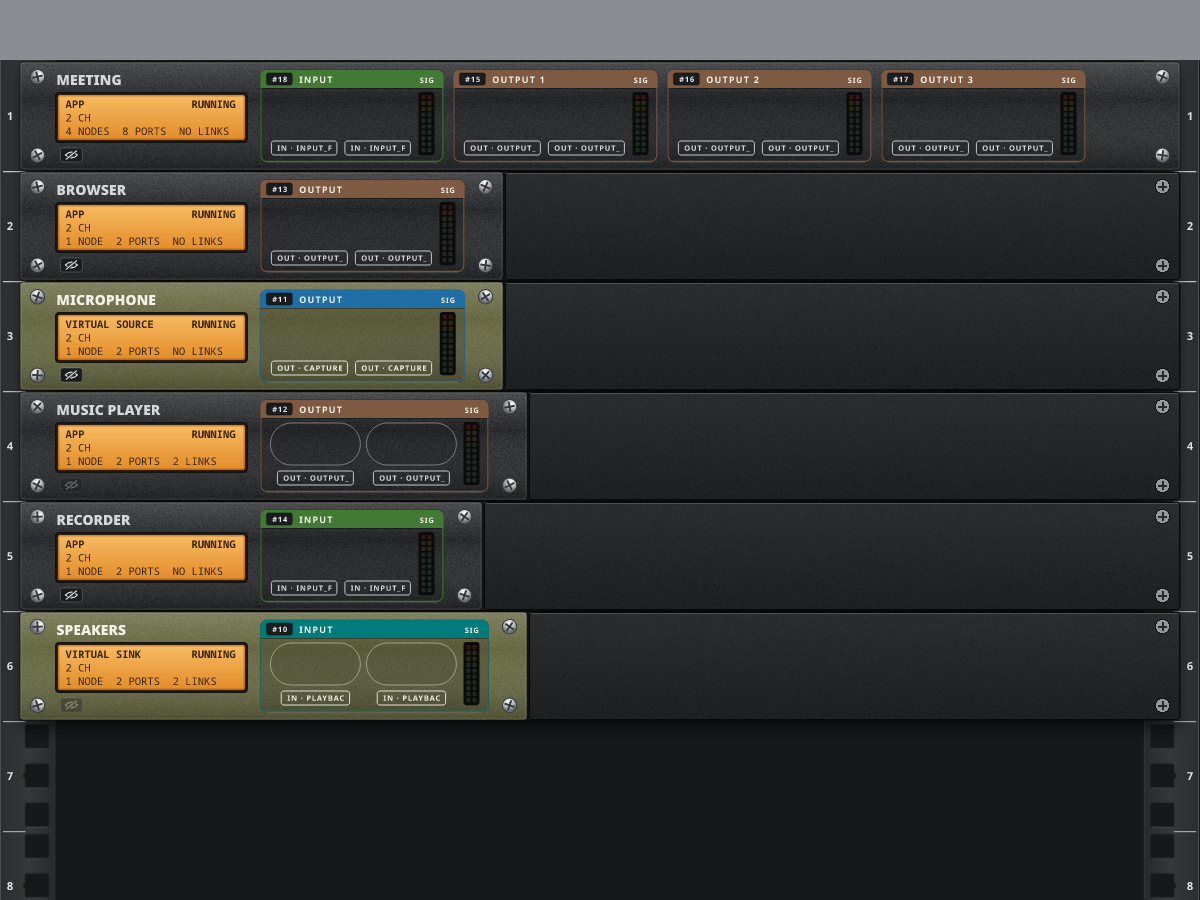 MEETING
APP RUNNING
2 CH
4 NODES 8 PORTS NO LINKS
#18 INPUT SIG
IN · INPUT_F IN · INPUT_F
#15 OUTPUT 1 SIG
OUT · OUTPUT_ OUT · OUTPUT_
#16 OUTPUT 2 SIG
OUT · OUTPUT_ OUT · OUTPUT_
#17 OUTPUT 3 SIG
OUT · OUTPUT_ OUT · OUTPUT_
1 1
BROWSER
APP RUNNING
2 CH
1 NODE 2 PORTS NO LINKS
#13 OUTPUT SIG
OUT · OUTPUT_ OUT · OUTPUT_
2 2
MICROPHONE
VIRTUAL SOURCE RUNNING
2 CH
1 NODE 2 PORTS NO LINKS
#11 OUTPUT SIG
OUT · CAPTURE OUT · CAPTURE
3 3
MUSIC PLAYER
APP RUNNING
2 CH
1 NODE 2 PORTS 2 LINKS
#12 OUTPUT SIG
OUT · OUTPUT_ OUT · OUTPUT_
4 4
RECORDER
APP RUNNING
2 CH
1 NODE 2 PORTS NO LINKS
#14 INPUT SIG
IN · INPUT_F IN · INPUT_F
5 5
SPEAKERS
VIRTUAL SINK RUNNING
2 CH
1 NODE 2 PORTS 2 LINKS
#10 INPUT SIG
IN · PLAYBAC IN · PLAYBAC
6 6
7 7
8 8